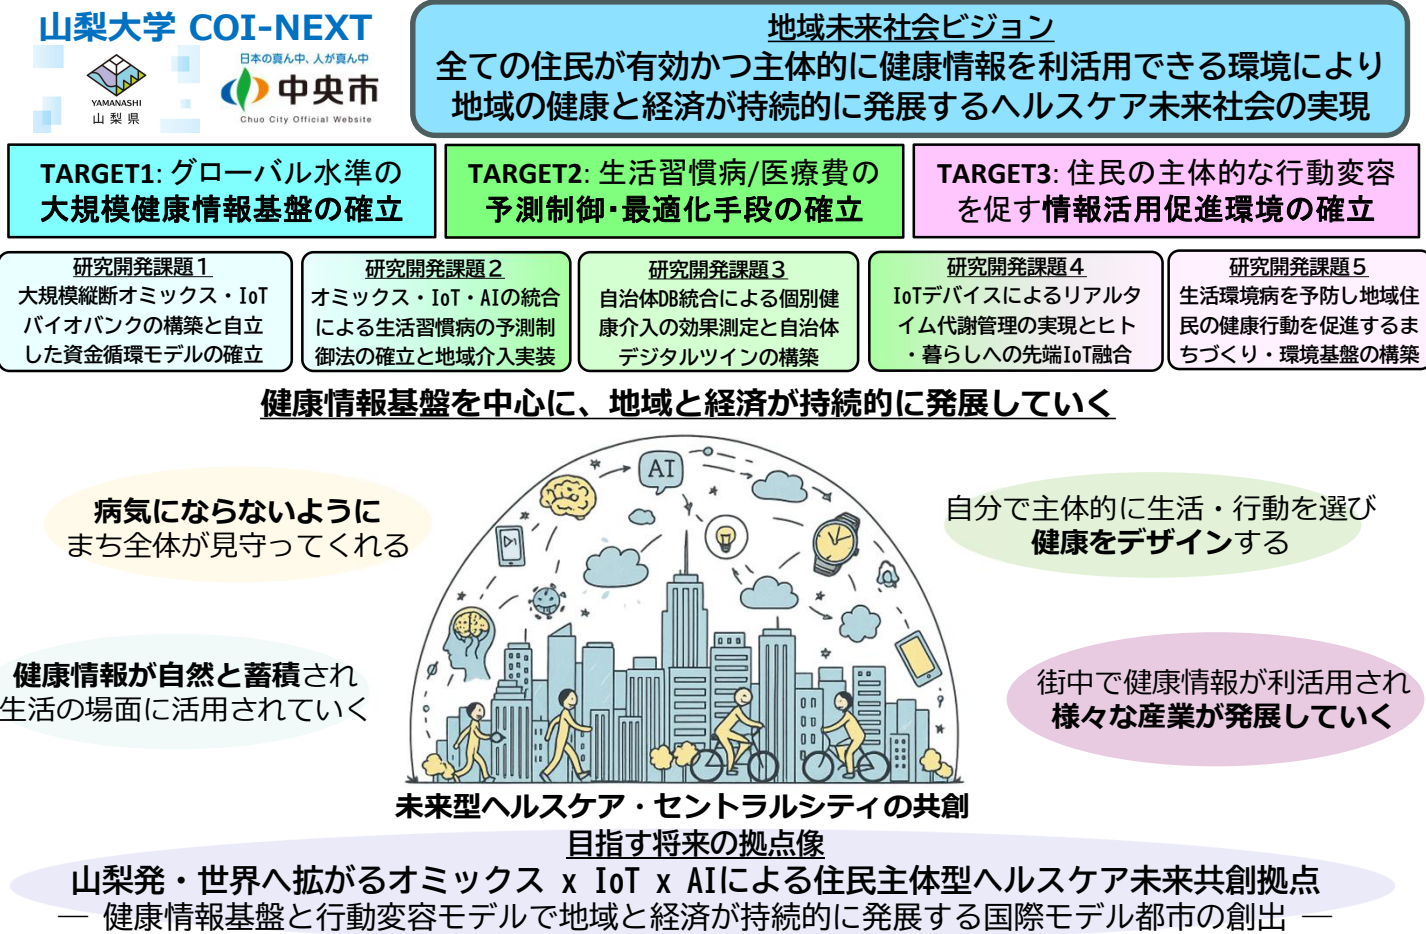 山梨大学 COI-NEXT
YAMANASHI
山梨県
日本の真ん中、人が真ん中
中央市
Chuo City Official Website
地域未来社会ビジョン
全ての住民が有効かつ主体的に健康情報を利活用できる環境により
地域の健康と経済が持続的に発展するヘルスケア未来社会の実現
TARGET1: グローバル水準の
大規模健康情報基盤の確立
TARGET2: 生活習慣病/医療費の
予測制御・最適化手段の確立
TARGET3: 住民の主体的な行動変容
を促す情報活用促進環境の確立
研究開発課題１
大規模縦断オミックス・IoT
バイオバンクの構築と自立
した資金循環モデルの確立
研究開発課題２
オミックス・IoT・AIの統合
による生活習慣病の予測制
御法の確立と地域介入実装
研究開発課題３
自治体DB統合による個別健
康介入の効果測定と自治体
デジタルツインの構築
研究開発課題４
IoTデバイスによるリアルタ
イム代謝管理の実現とヒト
・暮らしへの先端IoT融合
研究開発課題５
生活環境病を予防し地域住
民の健康行動を促進するま
ちづくり・環境基盤の構築
健康情報基盤を中心に、地域と経済が持続的に発展していく
病気にならないように
まち全体が見守ってくれる
AI
自分で主体的に生活・行動を選び
健康をデザインする
健康情報が自然と蓄積され
生活の場面に活用されていく
街中で健康情報が利活用され
様々な産業が発展していく
未来型ヘルスケア・セントラルシティの共創
目指す将来の拠点像
山梨発・世界へ拡がるオミックス x IoT x AIによる住民主体型ヘルスケア未来共創拠点
― 健康情報基盤と行動変容モデルで地域と経済が持続的に発展する国際モデル都市の創出 ―